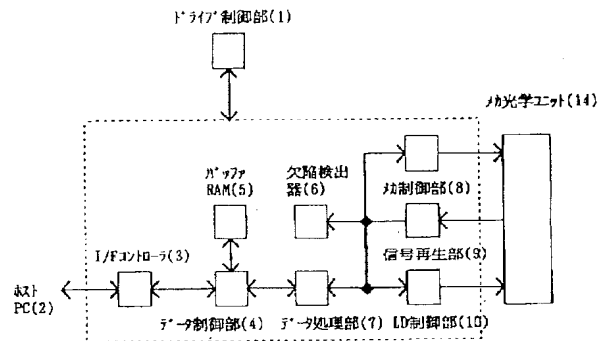 ドライブ制御部(1)
メカ光学ユニット(14)
バッファ
RAM(5)
欠陥検出
器(6)
メカ制御部(8)
I/Fコントローラ(3)
信号再生部(9)
ホスト
PC(2)
データ制御部(4)
データ処理部(7)
LD制御部(10)